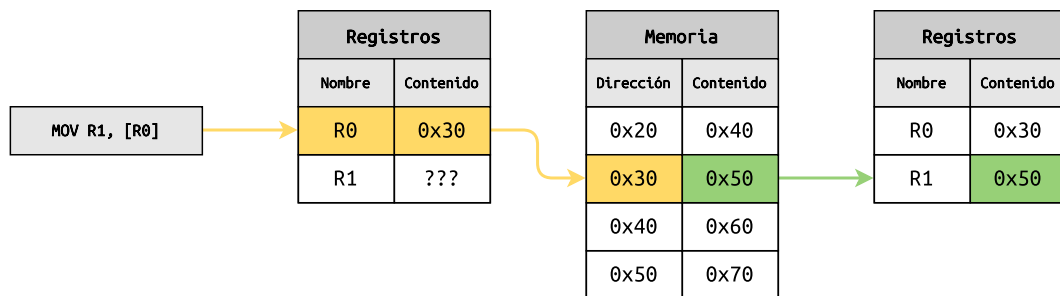 MOV R1, [R0]
Registros
Nombre Contenido
R0 0x30
R1 ???
Memoria
Dirección Contenido
0x20 0x40
0x30 0x50
0x40 0x60
0x50 0x70
Registros
Nombre Contenido
R0 0x30
R1 0x50